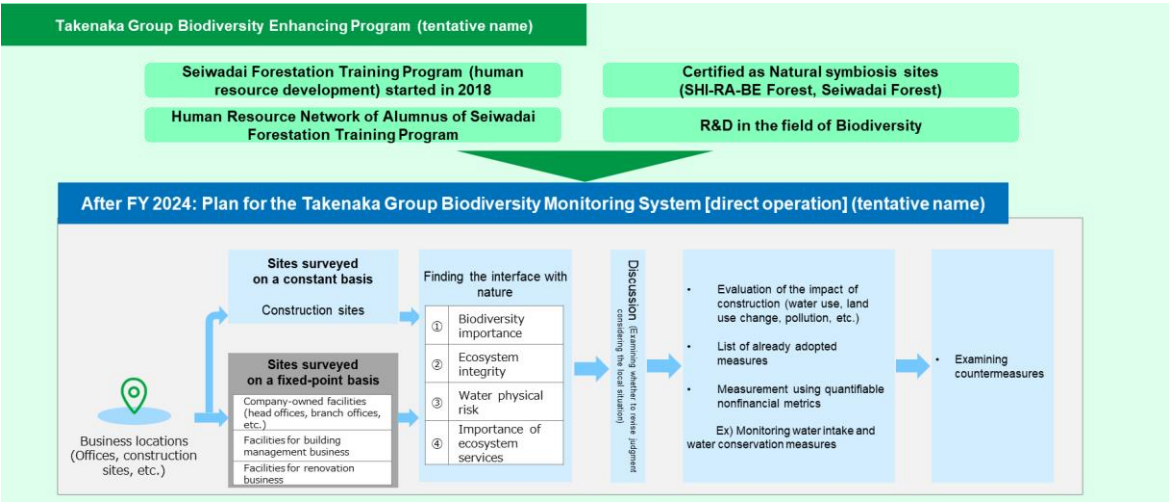 Takenaka Group Biodiversity Enhancing Program (tentative name)
Seiwadai Forestation Training Program (human
resource development) started in 2018
Certified as Natural symbiosis sites
(SHI-RA-BE Forest, Seiwadai Forest)
Human Resource Network of Alumnus of Seiwadai
Forestation Training Program
R&D in the field of Biodiversity
After FY 2024: Plan for the Takenaka Group Biodiversity Monitoring System [direct operation] (tentative name)
Business locations
(Offices, construction
sites, etc.)
Sites surveyed
on a constant basis
Construction sites
Sites surveyed
on a fixed-point basis
Company-owned facilities
(head offices, branch offices,
etc.)
Facilities for building
management business
Facilities for renovation
business
Finding the interface with
nature
① Biodiversity
importance
② Ecosystem
integrity
③ Water physical
risk
④ Importance of
ecosystem
services
Discussion (Examining whether to revise judgment
considering the local situation)
• Evaluation of the impact of
construction (water use, land
use change, pollution, etc.)
• List of already adopted
measures
• Measurement using quantifiable
nonfinancial metrics
Ex) Monitoring water intake and
water conservation measures
• Examining
countermeasures